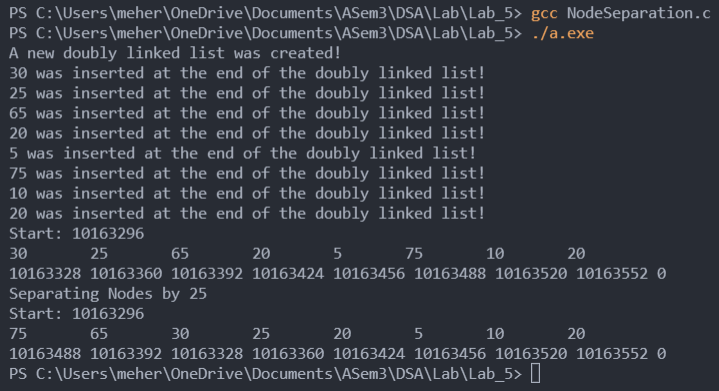 PS C:\Users\meher\OneDrive\Documents\ASem3\DSA\Lab\Lab_5> gcc NodeSeparation.c
PS C:\Users\meher\OneDrive\Documents\ASem3\DSA\Lab\Lab_5> ./a.exe
A new doubly linked list was created!
30 was inserted at the end of the doubly linked list!
25 was inserted at the end of the doubly linked list!
65 was inserted at the end of the doubly linked list!
20 was inserted at the end of the doubly linked list!
5 was inserted at the end of the doubly linked list!
75 was inserted at the end of the doubly linked list!
10 was inserted at the end of the doubly linked list!
20 was inserted at the end of the doubly linked list!
Start: 10163296
30 25 65 20 5 75 10 20
10163328 10163360 10163392 10163424 10163456 10163488 10163520 10163552 0
Separating Nodes by 25
Start: 10163296
75 65 30 25 20 5 10 20
10163488 10163392 10163328 10163360 10163424 10163456 10163520 10163552 0
PS C:\Users\meher\OneDrive\Documents\ASem3\DSA\Lab\Lab_5>